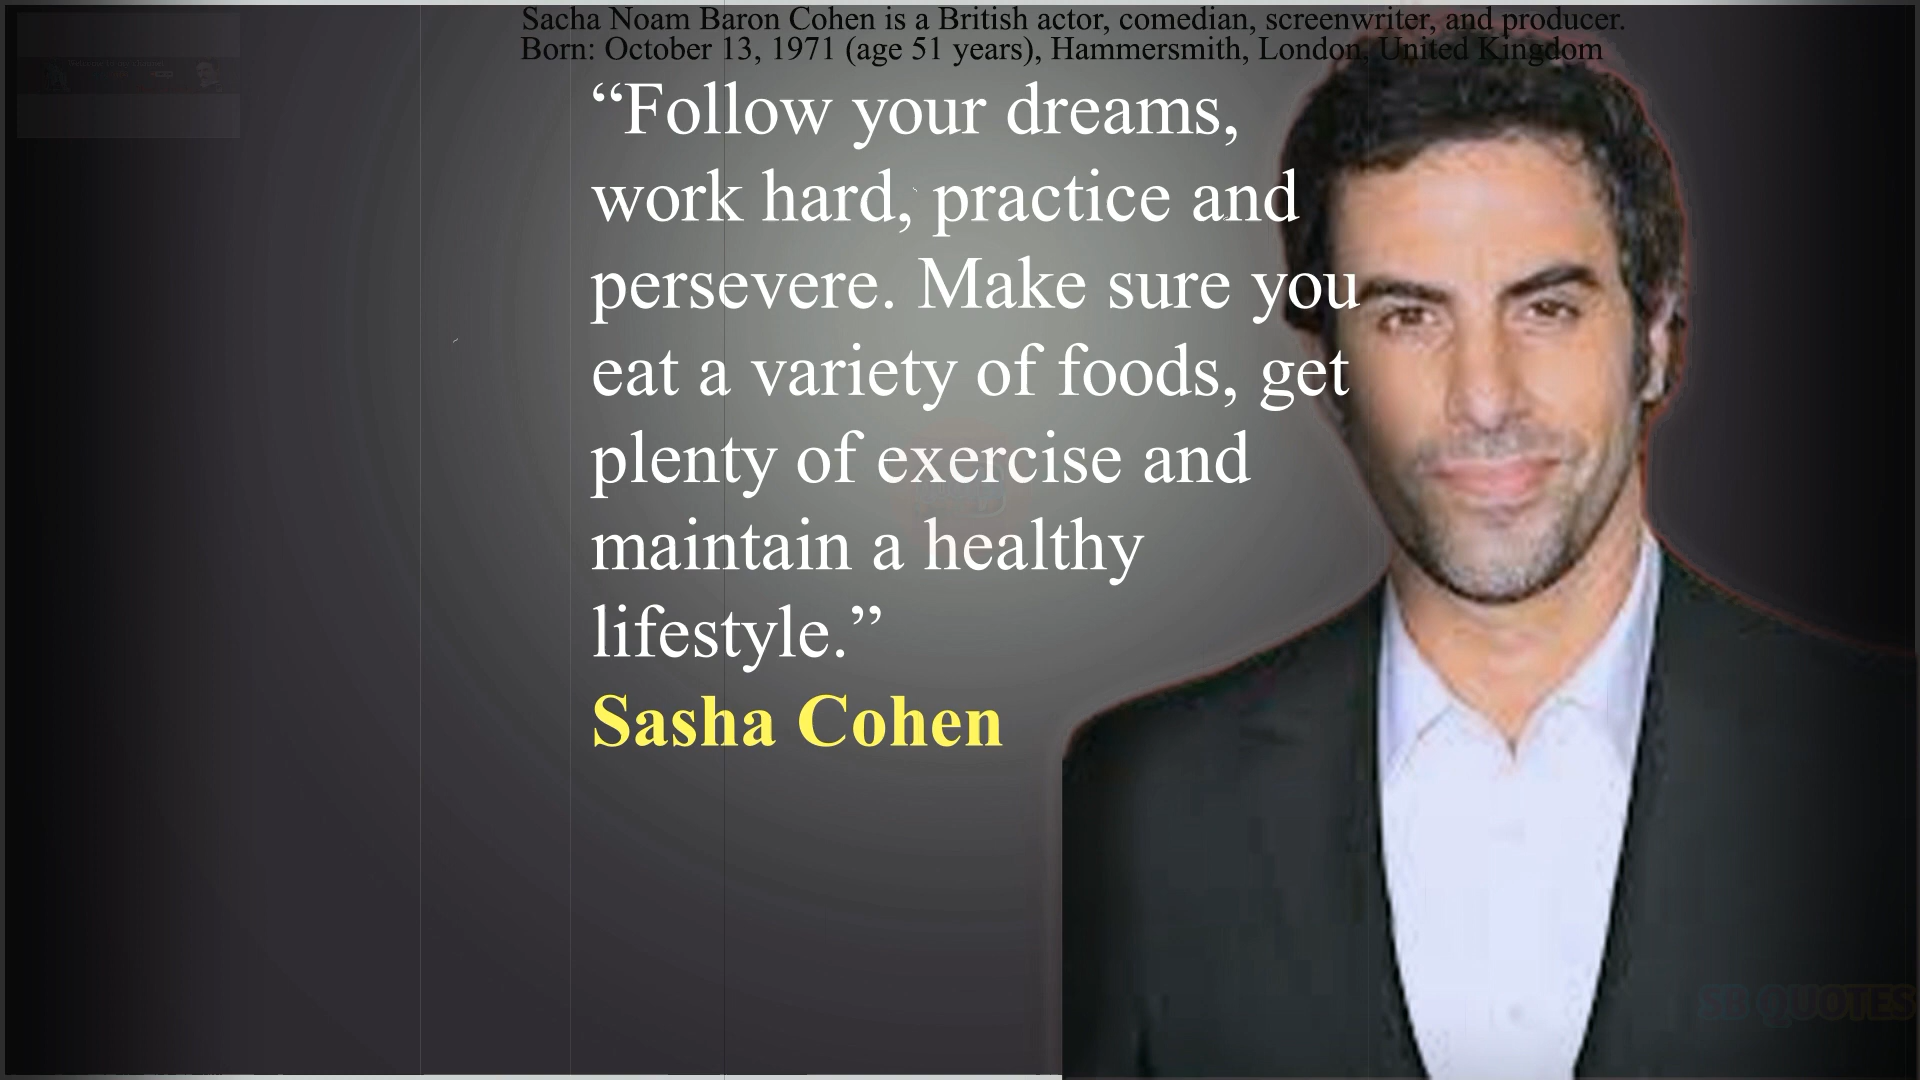 Sacha Noam Baron Cohen is a British actor, comedian, screenwriter, and producer.
Born: October 13, 1971 (age 51 years), Hammersmith, London, United Kingdom
“Follow your dreams,
work hard, practice and
persevere. Make sure you
eat a variety of foods, get
plenty of exercise and
maintain a healthy
lifestyle.”
Sasha Cohen
SB QUOTES